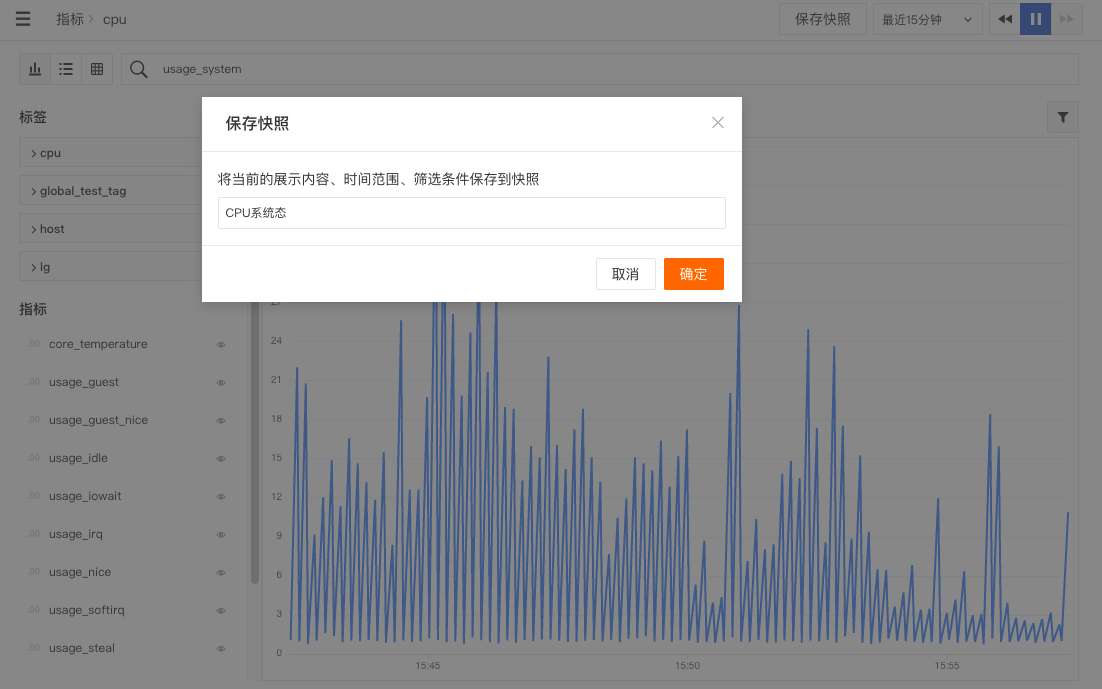 指标 > cpu
保存快照
最近15分钟
usage_system
标签
保存快照
cpu
将当前的展示内容、时间范围、筛选条件保存到快照
global_test_tag
CPU系统态
host
lg
取消
确定
指标
.00 core_temperature
.00 usage_guest
.00 usage_guest_nice
.00 usage_idle
.00 usage_iowait
.00 usage_irq
.00 usage_nice
.00 usage_softirq
.00 usage_steal
27
24
21
18
15
12
9
6
3
0
15:45
15:50
15:55